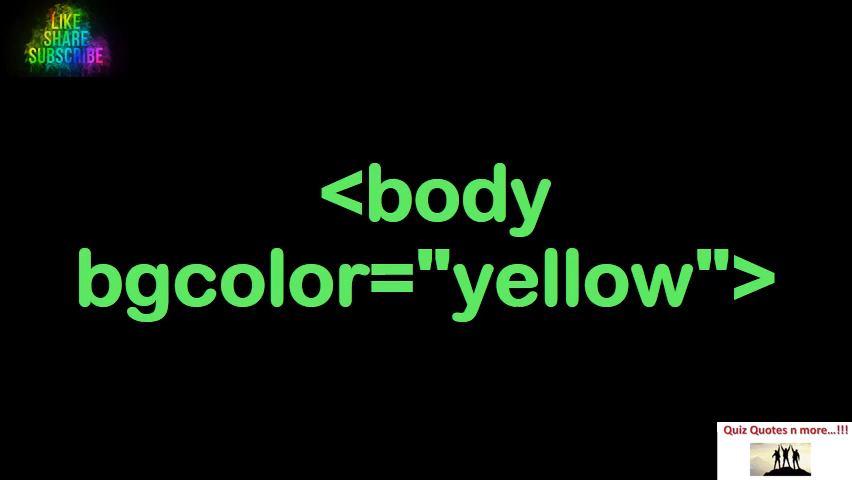 LIKE
SHARE
SUBSCRIBE
<body
bgcolor="yellow">
Quiz Quotes n more...!!!